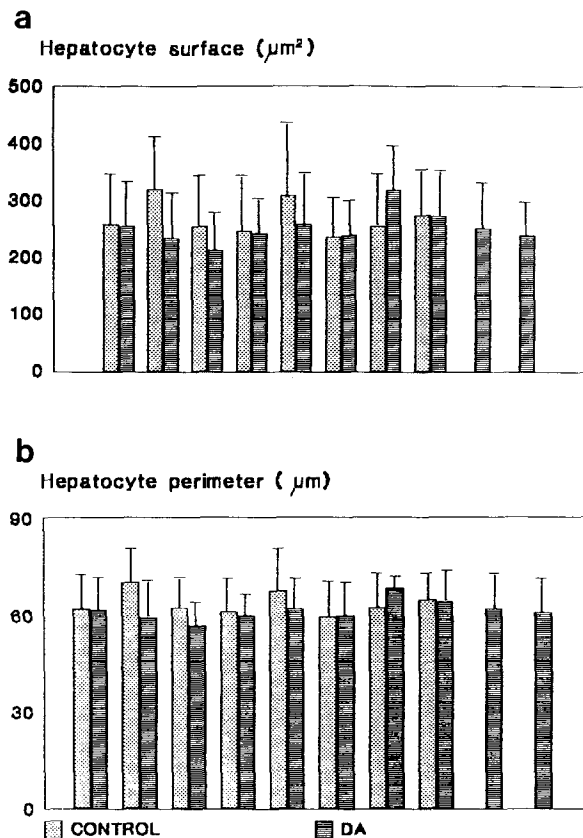 a
Hepatocyte surface (μm²)
500
400
300
200
100
0
b
Hepatocyte perimeter ( μm)
90
60
30
0
CONTROL DA